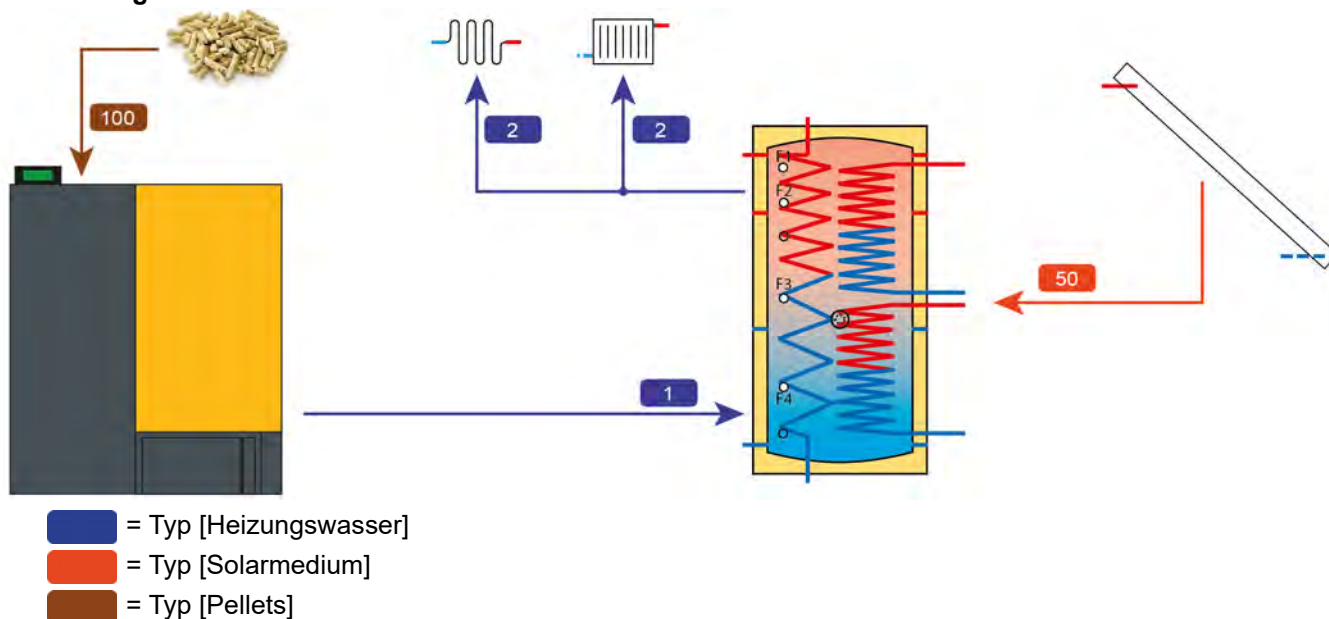 100
2
2
F1
F2
F3
50
1
F4
= Typ [Heizungswasser]
= Typ [Solarmedium]
= Typ [Pellets]